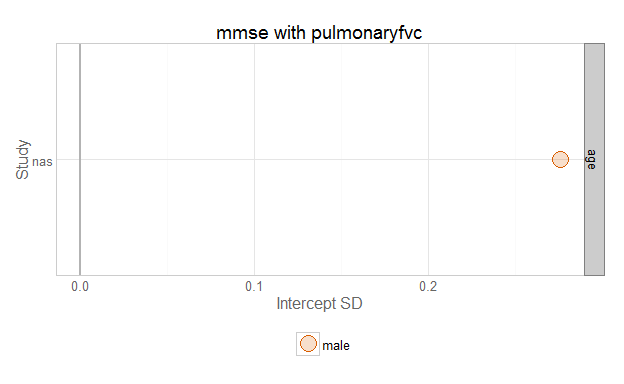 mmse with pulmonaryfvc
Study
nas
age
0.0 0.1 0.2
Intercept SD
male